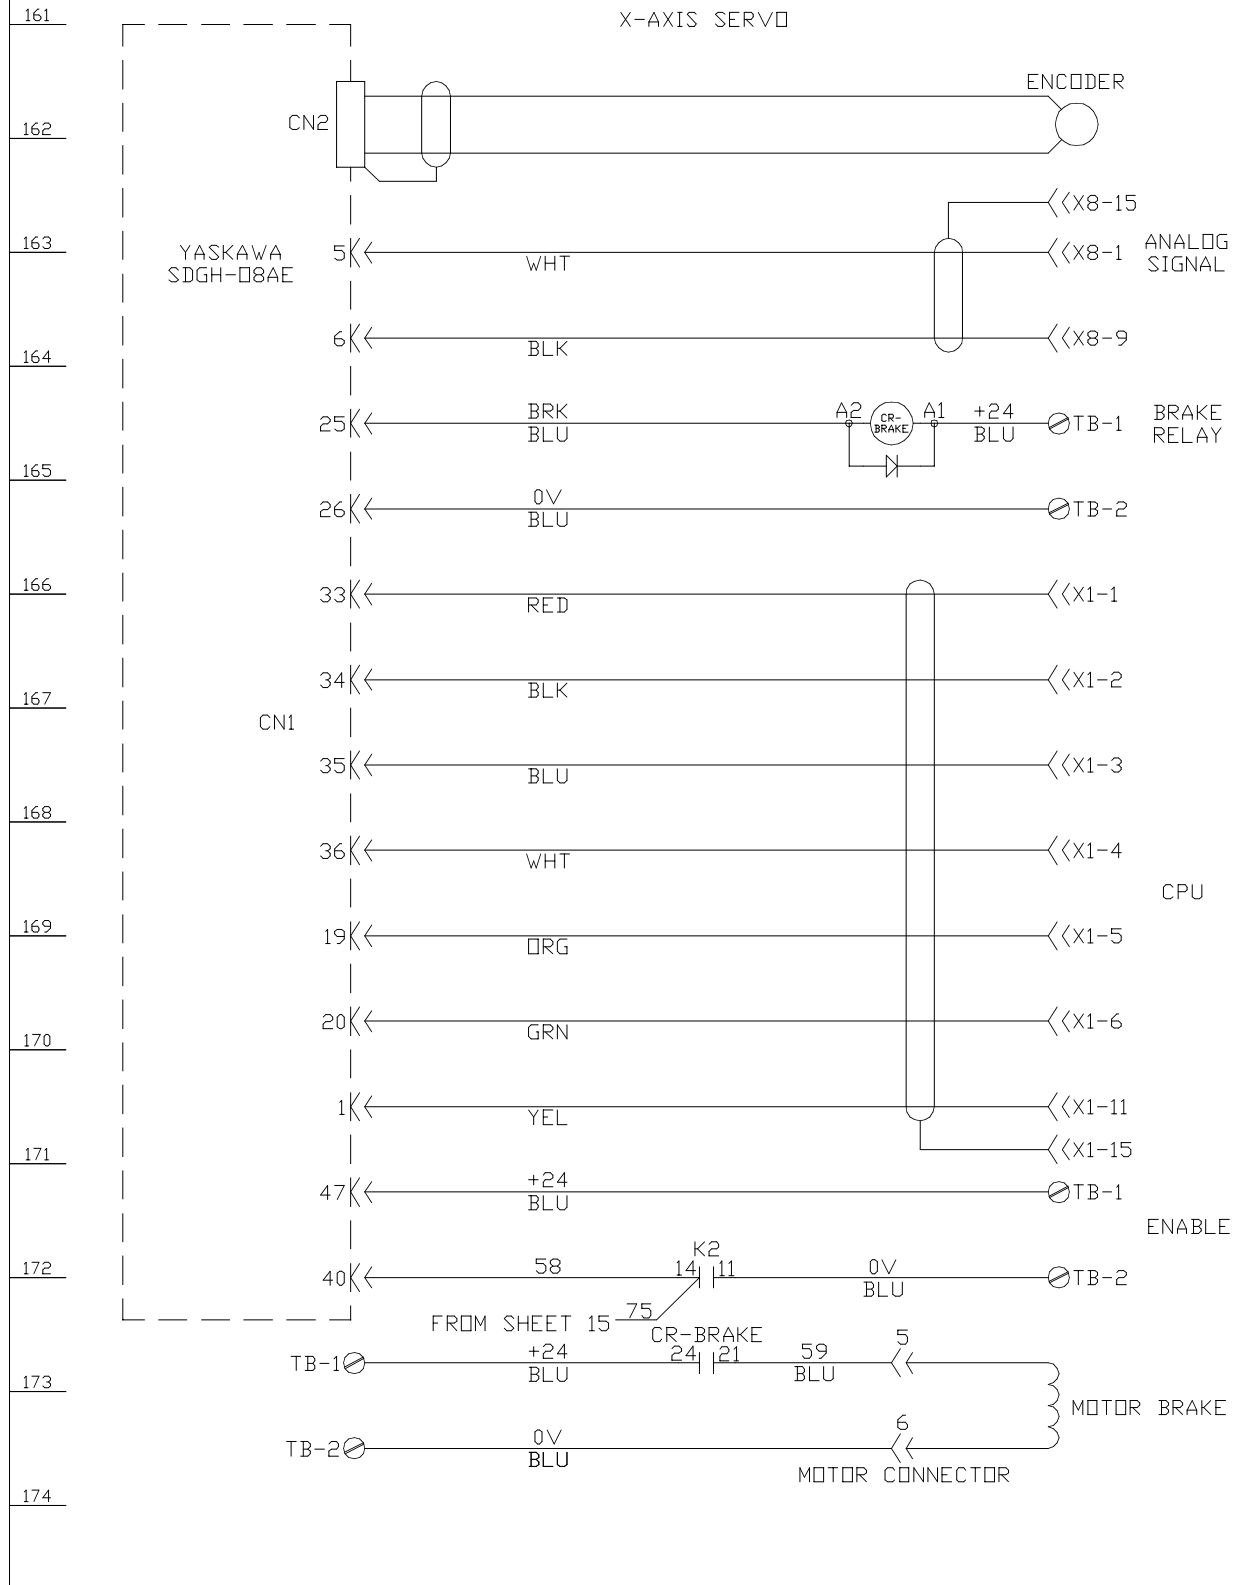 161
X-AXIS SERVO
ENCODER
CN2
162
X8-15
163
YASKAWA
SDGH-08AE
5
WHT
X8-1
ANALOG
SIGNAL
6
BLK
X8-9
164
25
BRK
BLU
A2
CR-
BRAKE
A1
+24
BLU
TB-1
BRAKE
RELAY
165
26
0V
BLU
TB-2
166
33
RED
X1-1
34
BLK
X1-2
167
CN1
35
BLU
X1-3
168
36
WHT
X1-4
CPU
169
19
ORG
X1-5
20
GRN
X1-6
170
1
YEL
X1-11
X1-15
171
47
+24
BLU
TB-1
ENABLE
172
40
58
K2
14
11
0V
BLU
TB-2
FROM SHEET 15
75
CR-BRAKE
TB-1
+24
BLU
24
21
59
BLU
5
173
MOTOR BRAKE
TB-2
0V
BLU
6
MOTOR CONNECTOR
174